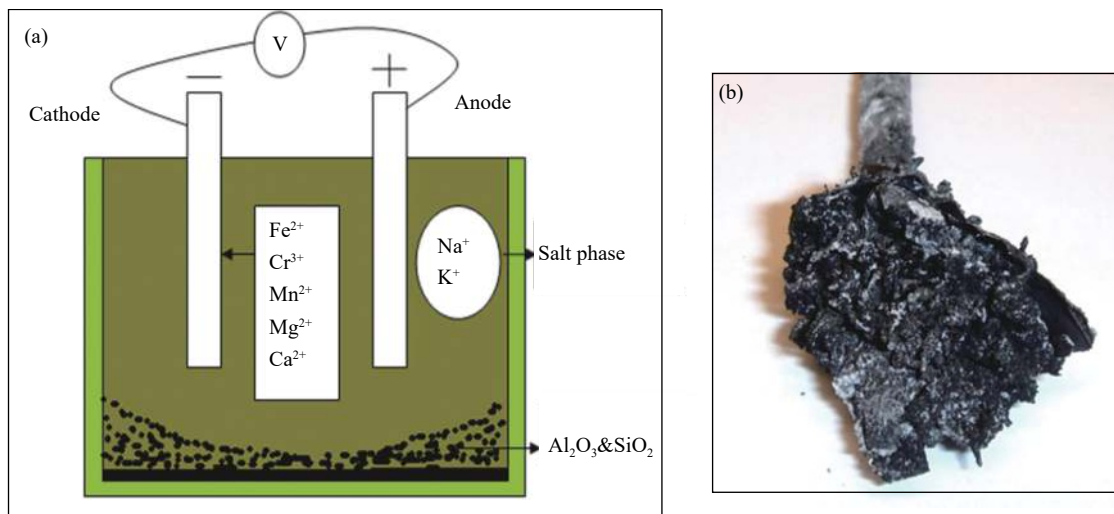 (a)
V
Cathode
Anode
Fe²⁺
Cr³⁺
Mn²⁺
Mg²⁺
Ca²⁺
Na⁺
K⁺
Salt phase
Al₂O₃&SiO₂
(b)